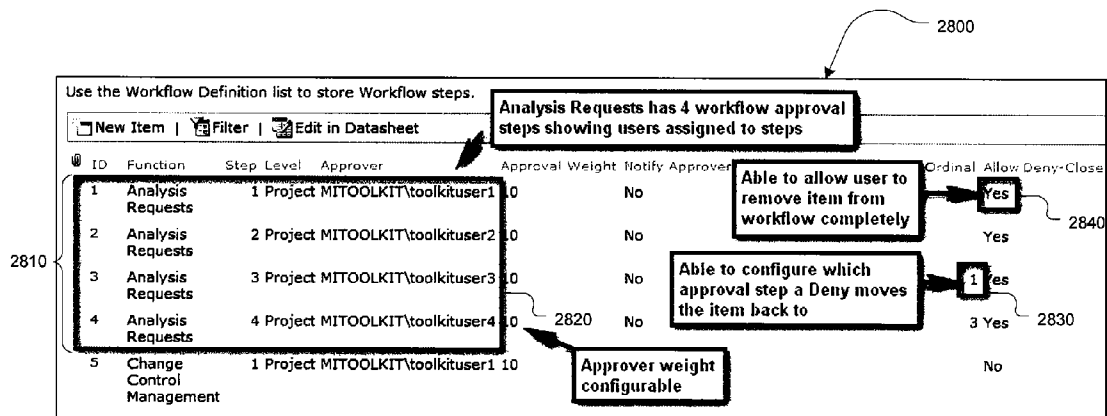 2800
Use the Workflow Definition list to store Workflow steps.
New Item | Filter | Edit in Datasheet
Analysis Requests has 4 workflow approval
steps showing users assigned to steps
ID Function Step Level Approver Approval Weight Notify Approver Ordinal Allow Deny-Close
1 Analysis Requests 1 Project MITOOLKIT\toolkituser1 10 No Yes
Able to allow user to
remove item from
workflow completely
2840
2 Analysis Requests 2 Project MITOOLKIT\toolkituser2 10 No Yes
2810
3 Analysis Requests 3 Project MITOOLKIT\toolkituser3 10 No 1 Yes
Able to configure which
approval step a Deny moves
the item back to
2820
2830
4 Analysis Requests 4 Project MITOOLKIT\toolkituser4 10 No 3 Yes
Approver weight
configurable
5 Change Control Management 1 Project MITOOLKIT\toolkituser1 10 No